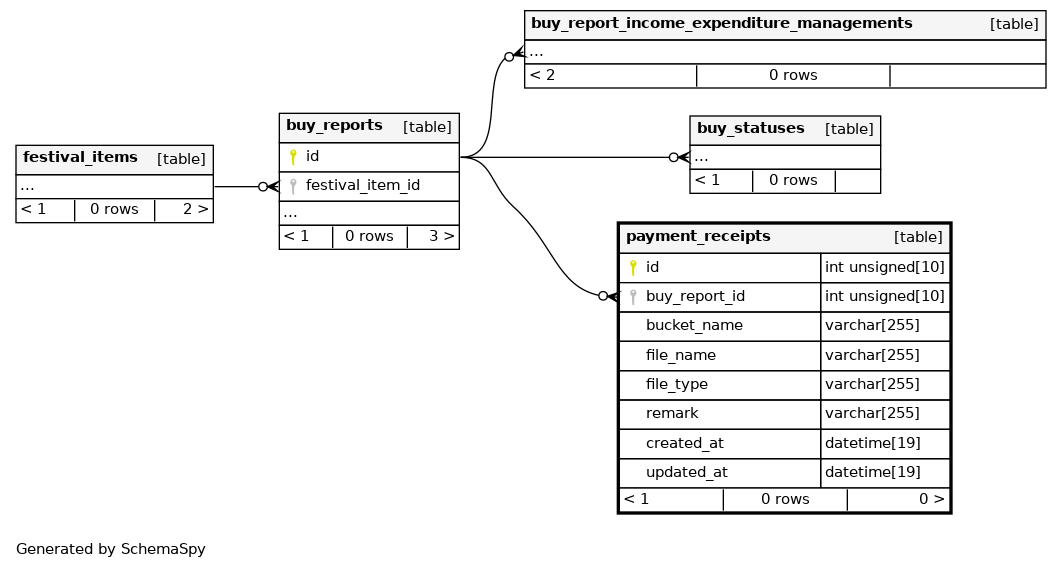 buy_report_income_expenditure_managements [table]
...
< 2 0 rows
buy_reports [table]
id
festival_item_id
...
< 1 0 rows 3 >
buy_statuses [table]
...
< 1 0 rows
festival_items [table]
...
< 1 0 rows 2 >
payment_receipts [table]
id int unsigned[10]
buy_report_id int unsigned[10]
bucket_name varchar[255]
file_name varchar[255]
file_type varchar[255]
remark varchar[255]
created_at datetime[19]
updated_at datetime[19]
< 1 0 rows 0 >
Generated by SchemaSpy